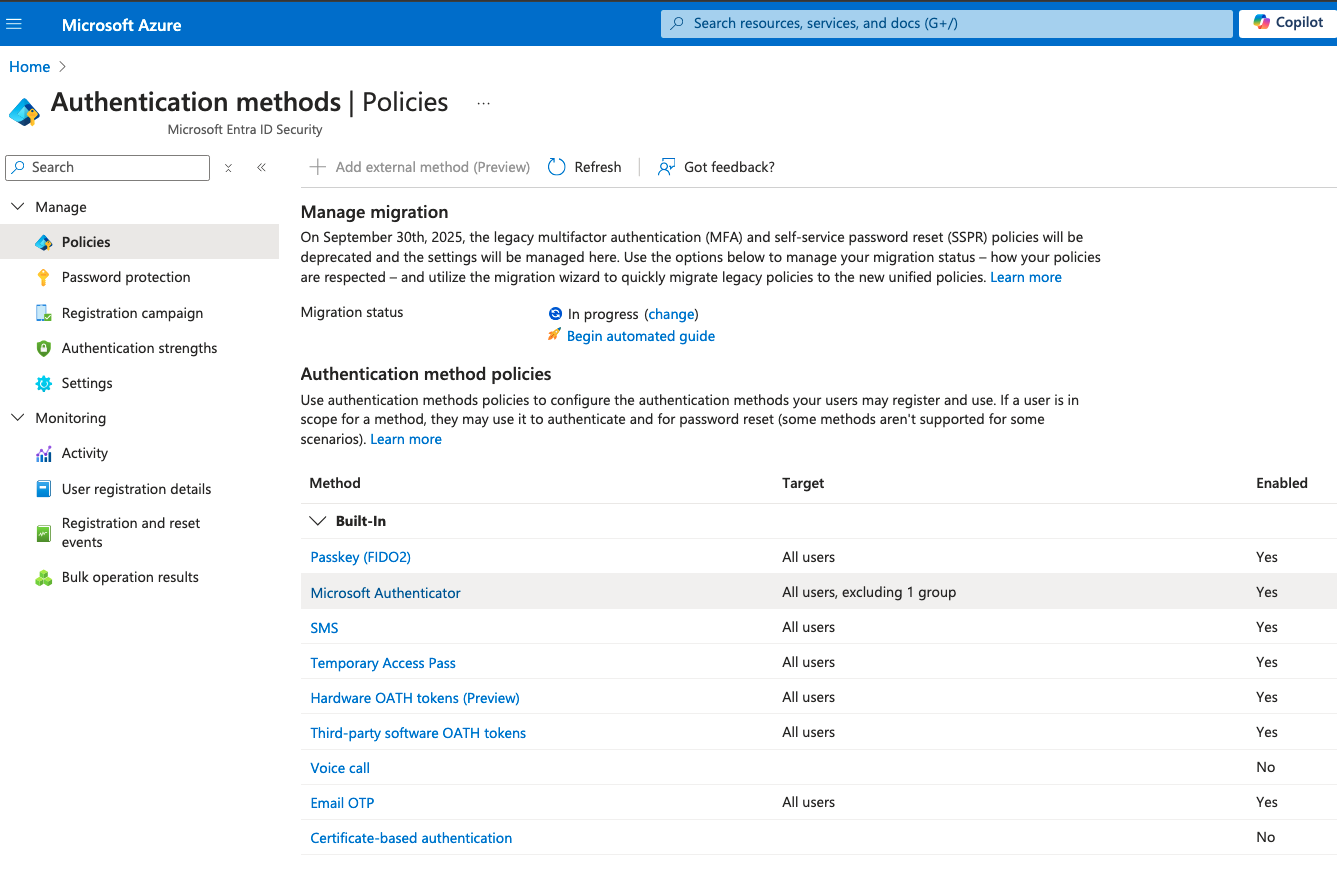 Microsoft Azure
Search resources, services, and docs (G+/)
Copilot
Home
Authentication methods | Policies ...
Microsoft Entra ID Security
Search
Add external method (Preview)
Refresh
Got feedback?
Manage
Policies
Password protection
Registration campaign
Authentication strengths
Settings
Monitoring
Activity
User registration details
Registration and reset
events
Bulk operation results
Manage migration
On September 30th, 2025, the legacy multifactor authentication (MFA) and self-service password reset (SSPR) policies will be
deprecated and the settings will be managed here. Use the options below to manage your migration status – how your policies
are respected – and utilize the migration wizard to quickly migrate legacy policies to the new unified policies. Learn more
Migration status
In progress (change)
Begin automated guide
Authentication method policies
Use authentication methods policies to configure the authentication methods your users may register and use. If a user is in
scope for a method, they may use it to authenticate and for password reset (some methods aren't supported for some
scenarios). Learn more
Method Target Enabled
Built-In
Passkey (FIDO2) All users Yes
Microsoft Authenticator All users, excluding 1 group Yes
SMS All users Yes
Temporary Access Pass All users Yes
Hardware OATH tokens (Preview) All users Yes
Third-party software OATH tokens All users Yes
Voice call No
Email OTP All users Yes
Certificate-based authentication No